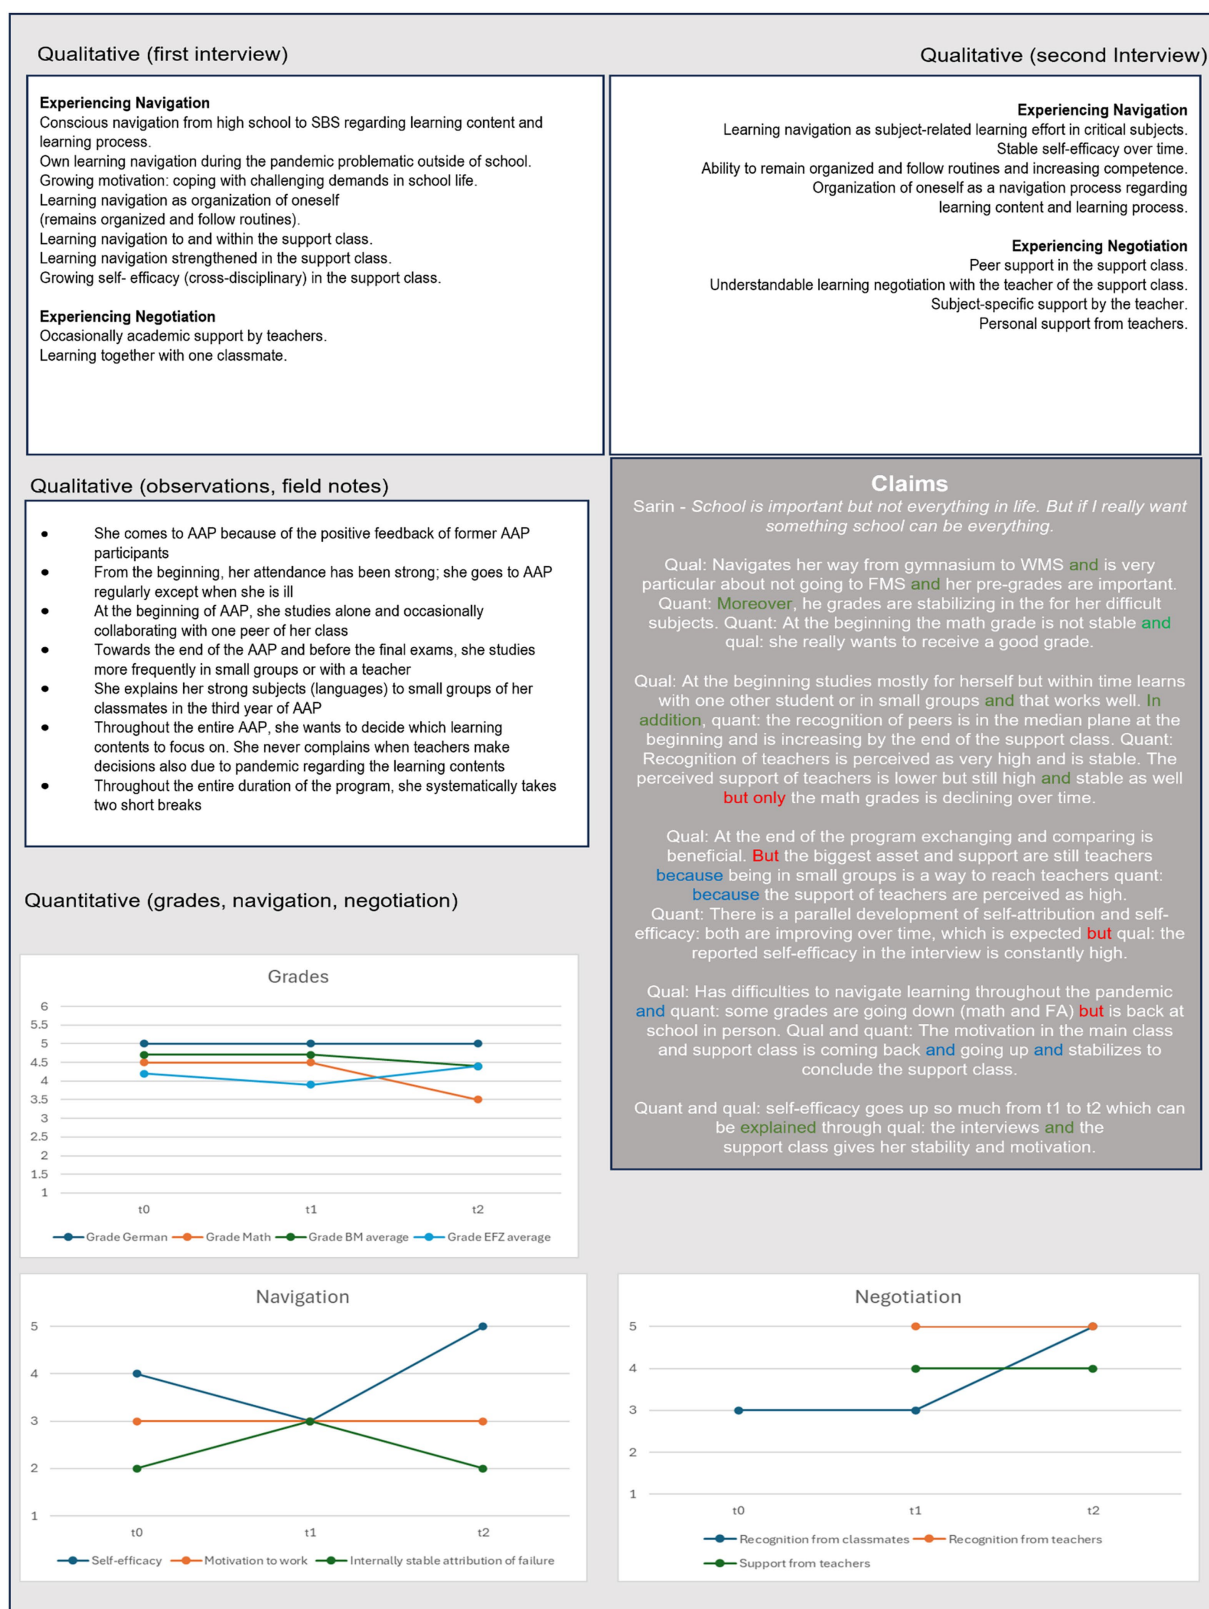 Qualitative (first interview)
Experiencing Navigation
Conscious navigation from high school to SBS regarding learning content and
learning process.
Own learning navigation during the pandemic problematic outside of school.
Growing motivation: coping with challenging demands in school life.
Learning navigation as organization of oneself
(remains organized and follow routines).
Learning navigation to and within the support class.
Learning navigation strengthened in the support class.
Growing self- efficacy (cross-disciplinary) in the support class.
Experiencing Negotiation
Occasionally academic support by teachers.
Learning together with one classmate.
Qualitative (second Interview)
Experiencing Navigation
Learning navigation as subject-related learning effort in critical subjects.
Stable self-efficacy over time.
Ability to remain organized and follow routines and increasing competence.
Organization of oneself as a navigation process regarding
learning content and learning process.
Experiencing Negotiation
Peer support in the support class.
Understandable learning negotiation with the teacher of the support class.
Subject-specific support by the teacher.
Personal support from teachers.
Qualitative (observations, field notes)
• She comes to AAP because of the positive feedback of former AAP
participants
• From the beginning, her attendance has been strong; she goes to AAP
regularly except when she is ill
• At the beginning of AAP, she studies alone and occasionally
collaborating with one peer of her class
• Towards the end of the AAP and before the final exams, she studies
more frequently in small groups or with a teacher
• She explains her strong subjects (languages) to small groups of her
classmates in the third year of AAP
• Throughout the entire AAP, she wants to decide which learning
contents to focus on. She never complains when teachers make
decisions also due to pandemic regarding the learning contents
• Throughout the entire duration of the program, she systematically takes
two short breaks
Claims
Sarin - School is important but not everything in life. But if I really want
something school can be everything.
Qual: Navigates her way from gymnasium to WMS and is very
particular about not going to FMS and her pre-grades are important.
Quant: Moreover, he grades are stabilizing in the for her difficult
subjects. Quant: At the beginning the math grade is not stable and
qual: she really wants to receive a good grade.
Qual: At the beginning studies mostly for herself but within time learns
with one other student or in small groups and that works well. In
addition, quant: the recognition of peers is in the median plane at the
beginning and is increasing by the end of the support class. Quant:
Recognition of teachers is perceived as very high and is stable. The
perceived support of teachers is lower but still high and stable as well
but only the math grades is declining over time.
Qual: At the end of the program exchanging and comparing is
beneficial. But the biggest asset and support are still teachers
because being in small groups is a way to reach teachers quant:
because the support of teachers are perceived as high.
Quant: There is a parallel development of self-attribution and self-
efficacy: both are improving over time, which is expected but qual: the
reported self-efficacy in the interview is constantly high.
Qual: Has difficulties to navigate learning throughout the pandemic
and quant: some grades are going down (math and FA) but is back at
school in person. Qual and quant: The motivation in the main class
and support class is coming back and going up and stabilizes to
conclude the support class.
Quant and qual: self-efficacy goes up so much from t1 to t2 which can
be explained through qual: the interviews and the
support class gives her stability and motivation.
Quantitative (grades, navigation, negotiation)
Grades
6
5.5
5
4.5
4
3.5
3
2.5
2
1.5
1
t0 t1 t2
Grade German Grade Math Grade BM average Grade EFZ average
Navigation
5
4
3
2
1
t0 t1 t2
Self-efficacy Motivation to work Internally stable attribution of failure
Negotiation
5
4
3
2
1
t0 t1 t2
Recognition from classmates Recognition from teachers
Support from teachers